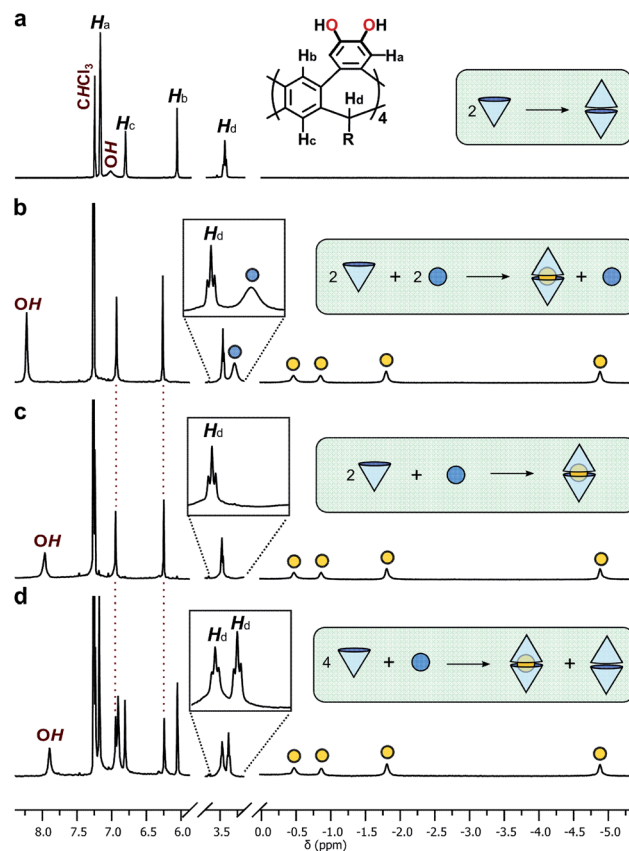 a
Ha
CHCl3
OH
Hc
Hb
Hd
HO OH
Hb
Ha
Hd
4
Hc
R
2
b
OH
Hd
2 + 2 +
c
OH
Hd
2 +
d
OH
Hd Hd
4 + +
8.0 7.5 7.0 6.5 6.0 3.5 0.0 -0.5 -1.0 -1.5 -2.0 -2.5 -3.0 -3.5 -4.0 -4.5 -5.0
δ (ppm)